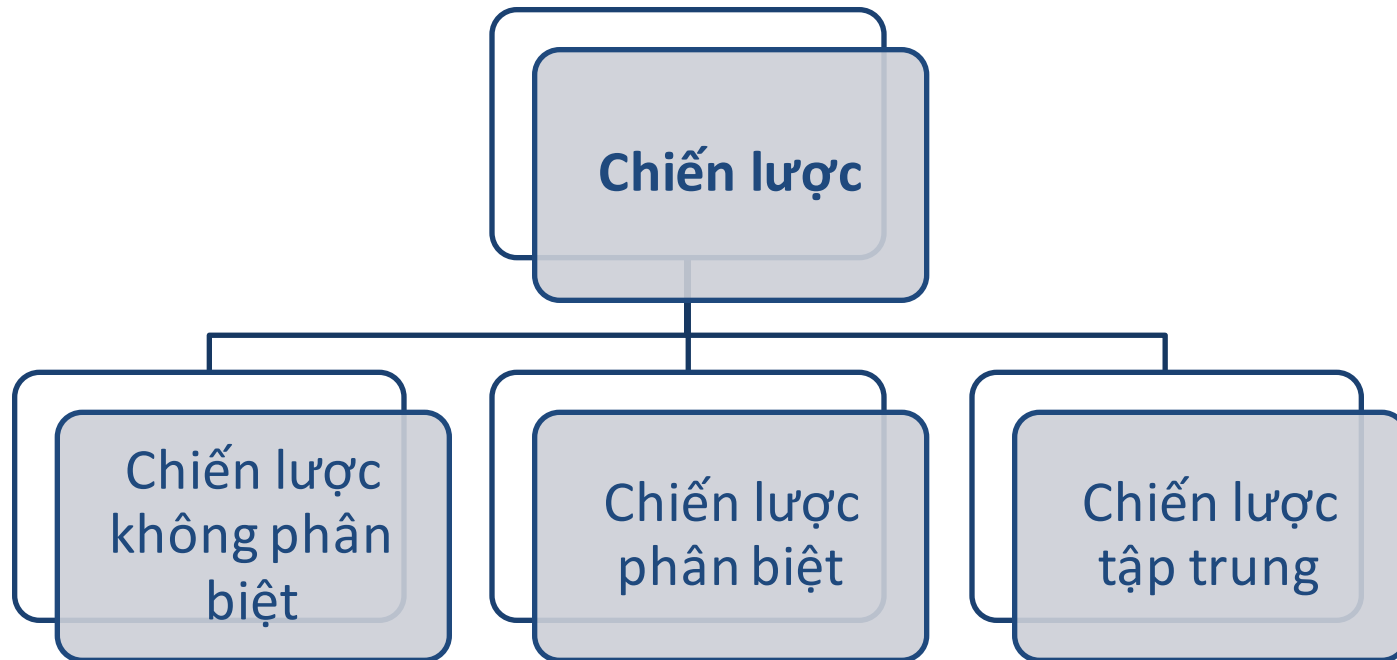 Chiến lược
Chiến lược
không phân
biệt
Chiến lược
phân biệt
Chiến lược
tập trung